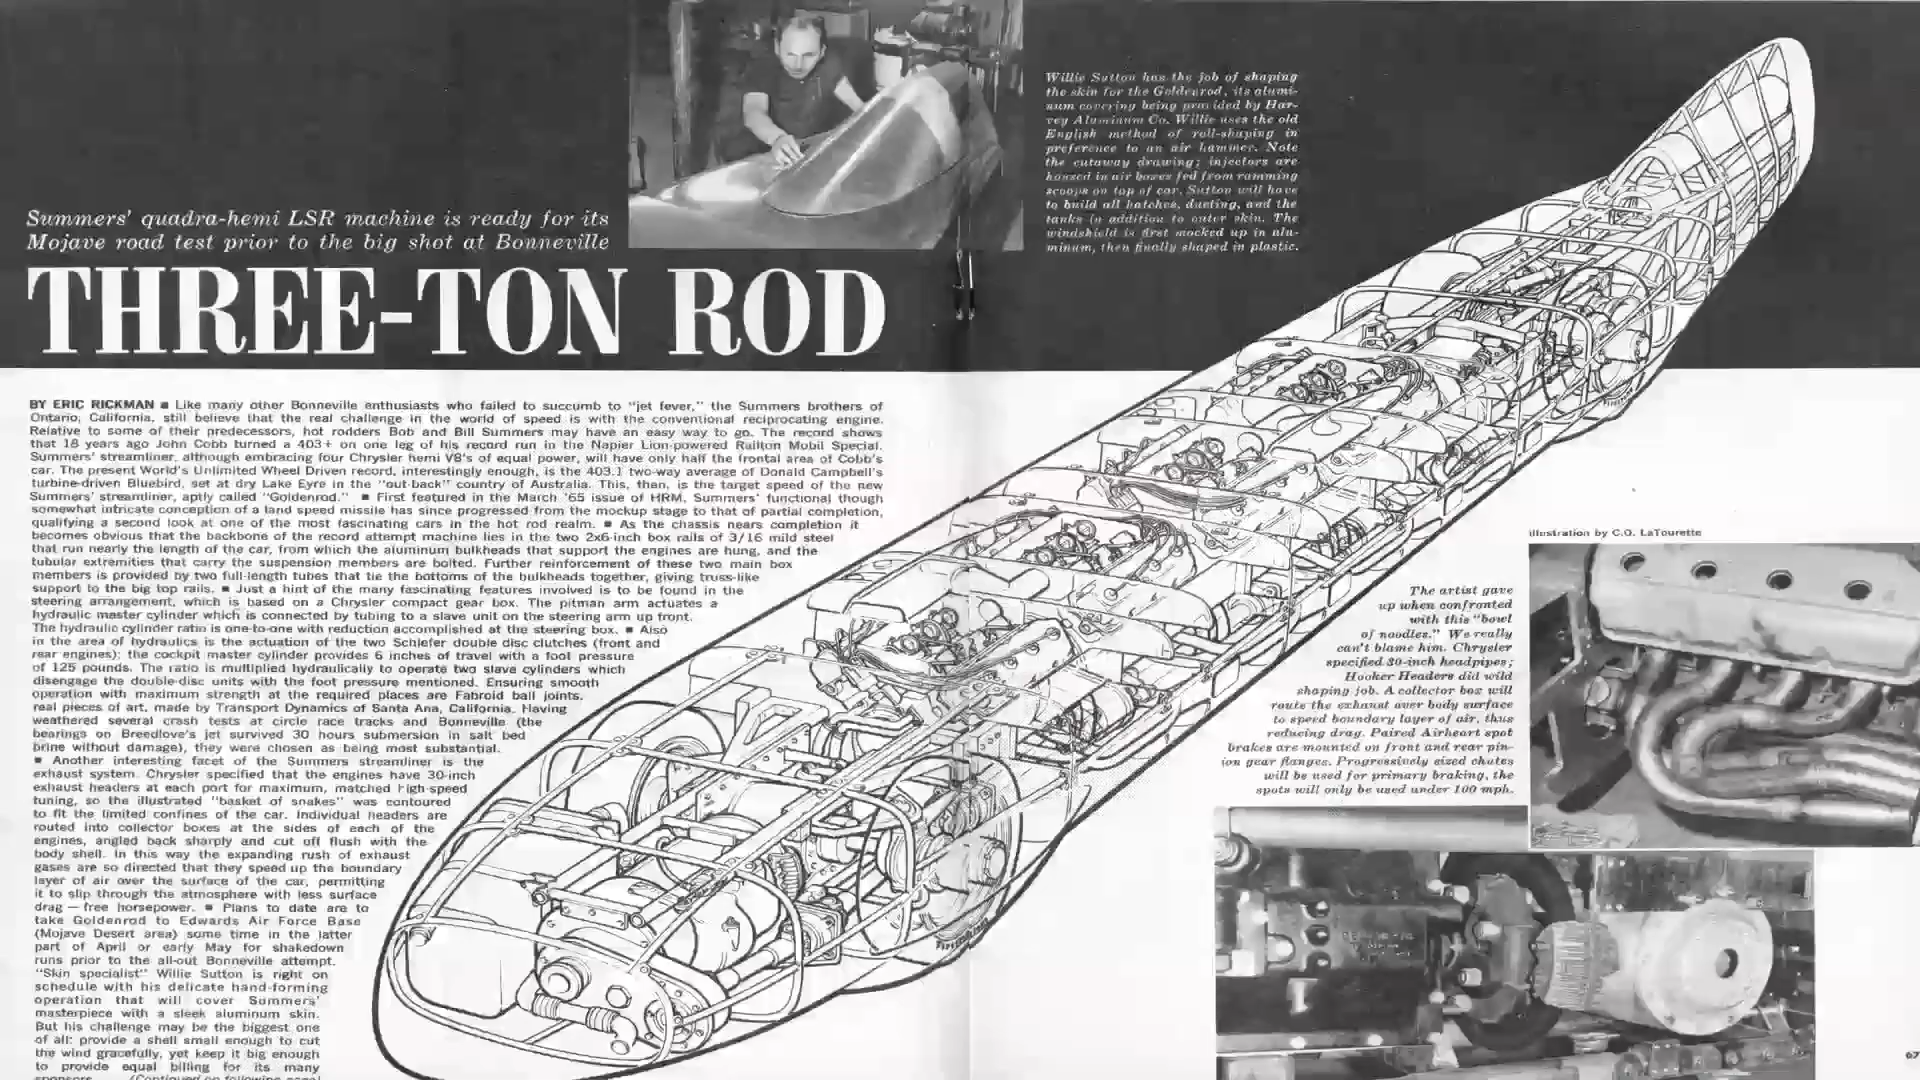 Willie Sutton has the job of shaping
the skin for the Goldenrod, its alumi-
num covering being provided by Har-
vey Aluminum Co. Willie uses the old
English method of roll-shaping in
preference to an air hammer. Note
the cutaway drawing; injectors are
housed in air boxes fed from ramming
scoops on top of car. Sutton will have
to build all hatches, ducting, and the
tanks in addition to outer skin. The
windshield is first mocked up in alu-
minum, then finally shaped in plastic.
Summers' quadra-hemi LSR machine is ready for its
Mojave road test prior to the big shot at Bonneville
THREE-TON ROD
BY ERIC RICKMAN ■ Like many other Bonneville enthusiasts who failed to succumb to "jet fever," the Summers brothers of
Ontario, California, still believe that the real challenge in the world of speed is with the conventional reciprocating engine.
Relative to some of their predecessors, hot rodders Bob and Bill Summers may have an easy way to go. The record shows
that 18 years ago John Cobb turned a 403+ on one leg of his record run in the Napier Lion-powered Railton Mobil Special.
Summers' streamliner, although embracing four Chrysler hemi V8's of equal power, will have only half the frontal area of Cobb's
car. The present World's Unlimited Wheel Driven record, interestingly enough, is the 403.1 two-way average of Donald Campbell's
turbine-driven Bluebird, set at dry Lake Eyre in the "out-back" country of Australia. This, then, is the target speed of the new
Summers' streamliner, aptly called "Goldenrod." ■ First featured in the March '65 issue of HRM, Summers' functional though
somewhat intricate conception of a land speed missile has since progressed from the mockup stage to that of partial completion,
qualifying a second look at one of the most fascinating cars in the hot rod realm. ■ As the chassis nears completion it
becomes obvious that the backbone of the record attempt machine lies in the two 2x6-inch box rails of 3/16 mild steel
that run nearly the length of the car, from which the aluminum bulkheads that support the engines are hung, and the
tubular extremities that carry the suspension members are bolted. Further reinforcement of these two main box
members is provided by two full-length tubes that tie the bottoms of the bulkheads together, giving truss-like
support to the big top rails. ■ Just a hint of the many fascinating features involved is to be found in the
steering arrangement, which is based on a Chrysler compact gear box. The pitman arm actuates a
hydraulic master cylinder which is connected by tubing to a slave unit on the steering arm up front.
The hydraulic cylinder ratio is one-to-one with reduction accomplished at the steering box. ■ Also
in the area of hydraulics is the actuation of the two Schiefer double disc clutches (front and
rear engines); the cockpit master cylinder provides 6 inches of travel with a foot pressure
of 125 pounds. The ratio is multiplied hydraulically to operate two slave cylinders which
disengage the double-disc units with the foot pressure mentioned. Ensuring smooth
operation with maximum strength at the required places are Fabroid ball joints,
real pieces of art, made by Transport Dynamics of Santa Ana, California. Having
weathered several crash tests at circle race tracks and Bonneville (the
bearings on Breedlove's jet survived 30 hours submersion in salt bed
brine without damage), they were chosen as being most substantial.
■ Another interesting facet of the Summers streamliner is the
exhaust system. Chrysler specified that the engines have 30-inch
exhaust headers at each port for maximum, matched high-speed
tuning, so the illustrated "basket of snakes" was contoured
to fit the limited confines of the car. Individual headers are
routed into collector boxes at the sides of each of the
engines, angled back sharply and cut off flush with the
body shell. In this way the expanding rush of exhaust
gases are so directed that they speed up the boundary
layer of air over the surface of the car, permitting
it to slip through the atmosphere with less surface
drag — free horsepower. ■ Plans to date are to
take Goldenrod to Edwards Air Force Base
(Mojave Desert area) some time in the latter
part of April or early May for shakedown
runs prior to the all-out Bonneville attempt.
"Skin specialist" Willie Sutton is right on
schedule with his delicate hand-forming
operation that will cover Summers'
masterpiece with a sleek aluminum skin.
But his challenge may be the biggest one
of all: provide a shell small enough to cut
the wind gracefully, yet keep it big enough
to provide equal billing for its many
sponsors. (Continued on following page)
illustration by C.O. LaTourette
The artist gave
up when confronted
with this "bowl
of noodles." We really
can't blame him. Chrysler
specified 30-inch headpipes;
Hooker Headers did wild
shaping job. A collector box will
route the exhaust over body surface
to speed boundary layer of air, thus
reducing drag. Paired Airheart spot
brakes are mounted on front and rear pin-
ion gear flanges. Progressively sized chutes
will be used for primary braking, the
spots will only be used under 100 mph.
67